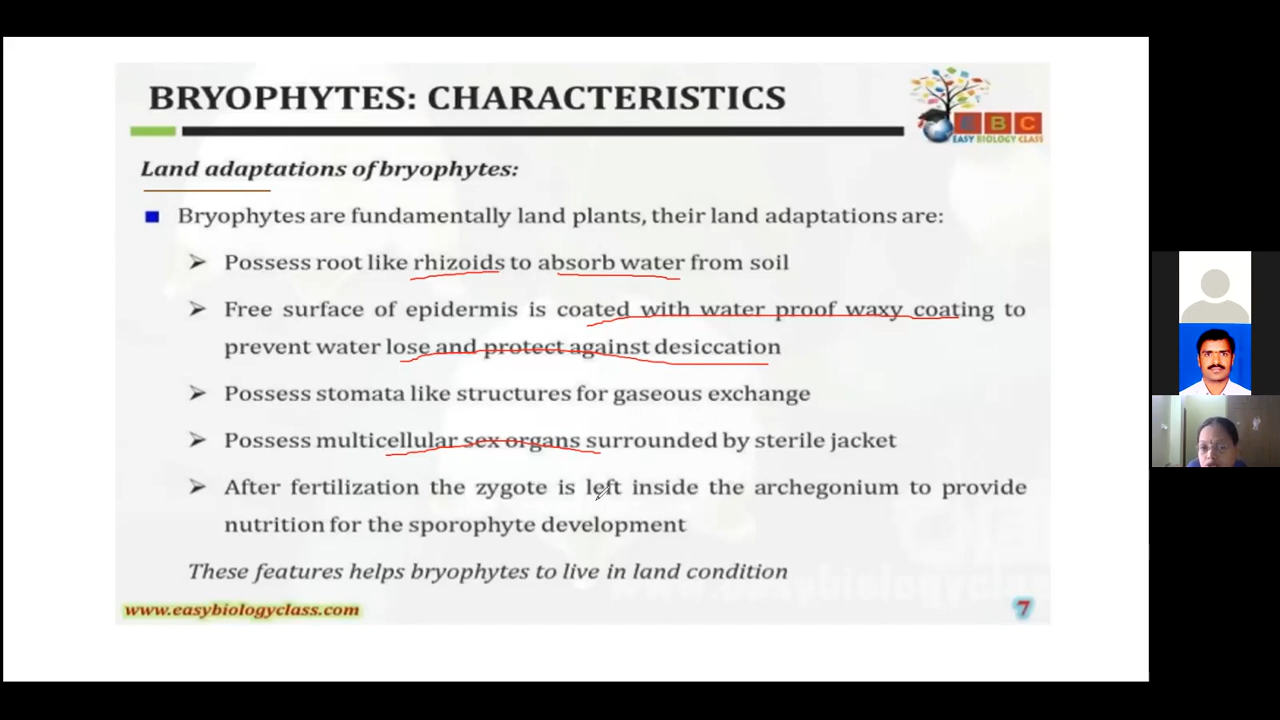 BRYOPHYTES: CHARACTERISTICS
E B C
EASY BIOLOGY CLASS
Land adaptations of bryophytes:
Bryophytes are fundamentally land plants, their land adaptations are:
Possess root like rhizoids to absorb water from soil
Free surface of epidermis is coated with water proof waxy coating to
prevent water lose and protect against desiccation
Possess stomata like structures for gaseous exchange
Possess multicellular sex organs surrounded by sterile jacket
After fertilization the zygote is left inside the archegonium to provide
nutrition for the sporophyte development
These features helps bryophytes to live in land condition
www.easybiologyclass.com
7